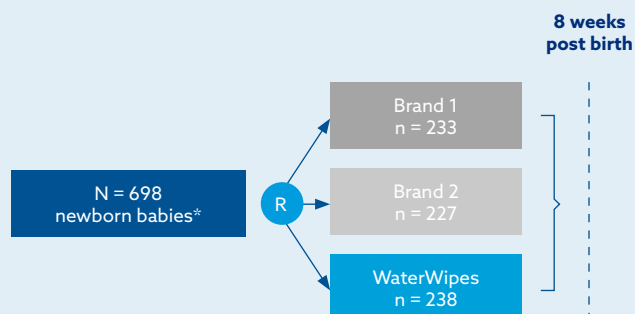 8 weeks
post birth
Brand 1
n = 233
N = 698
newborn babies*
R
Brand 2
n = 227
WaterWipes
n = 238